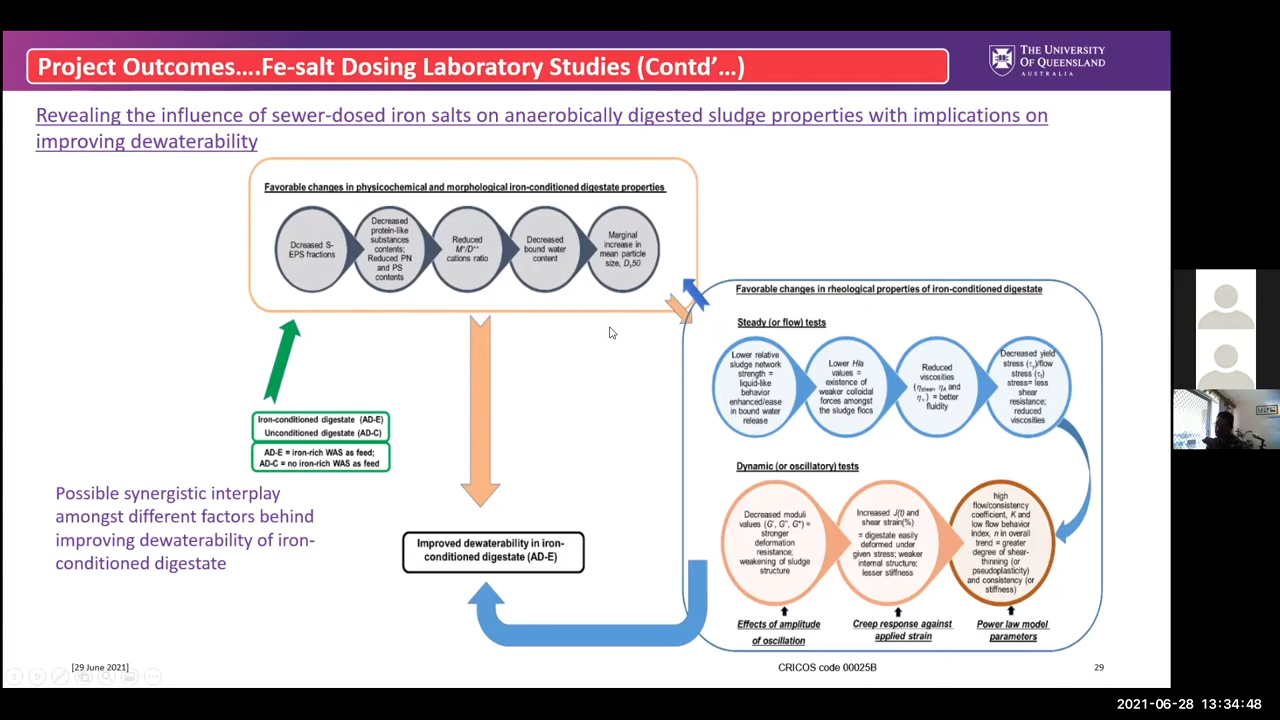 Project Outcomes....Fe-salt Dosing Laboratory Studies (Contd'...)
THE UNIVERSITY
OF QUEENSLAND
AUSTRALIA
Revealing the influence of sewer-dosed iron salts on anaerobically digested sludge properties with implications on
improving dewaterability
Favorable changes in physicochemical and morphological iron-conditioned digestate properties
Dcreased S-
EPS fractions
Decreased
protein-like
substances
contents;
Reduced PN
and PS
contents
Reduced
M⁺/D⁺⁺
cations ratio
Decreased
bound water
content
Marginal
increase in
mean particle
size, Dᵥ50
Favorable changes in rheological properties of iron-conditioned digestate
Steady (or flow) tests
Lower relative
sludge network
strength =
liquid-like
behavior
enhanced/ease
in bound water
release
Lower Hla
values =
existence of
weaker colloidal
forces amongst
the sludge flocs
Reduced
viscosities
and
) = better
fluidity
Decreased yield
stress (τy)/flow
stress (τf)
stress= less
shear
resistance;
reduced
viscosities
Iron-conditioned digestate (AD-E)
Unconditioned digestate (AD-C)
AD-E = iron-rich WAS as feed;
AD-C = no iron-rich WAS as feed
Dynamic (or oscillatory) tests
Decreased moduli
values (G', G'', G*) =
stronger
deformation
resistance;
weakening of sludge
structure
Increased J(t) and
shear strain(%)
= digestate easily
deformed under
given stress; weaker
internal structure;
lesser stiffness
high
flow/consistency
coefficient, K and
low flow behavior
index, n in overall
trend = greater
degree of shear-
thinning (or
pseudoplasticity)
and consistency (or
stiffness)
Possible synergistic interplay
amongst different factors behind
improving dewaterability of iron-
conditioned digestate
Improved dewaterability in iron-
conditioned digestate (AD-E)
Effects of amplitude
of oscillation
Creep response against
applied strain
Power law model
parameters
[29 June 2021]
CRICOS code 00025B
29
2021-06-28 13:34:48